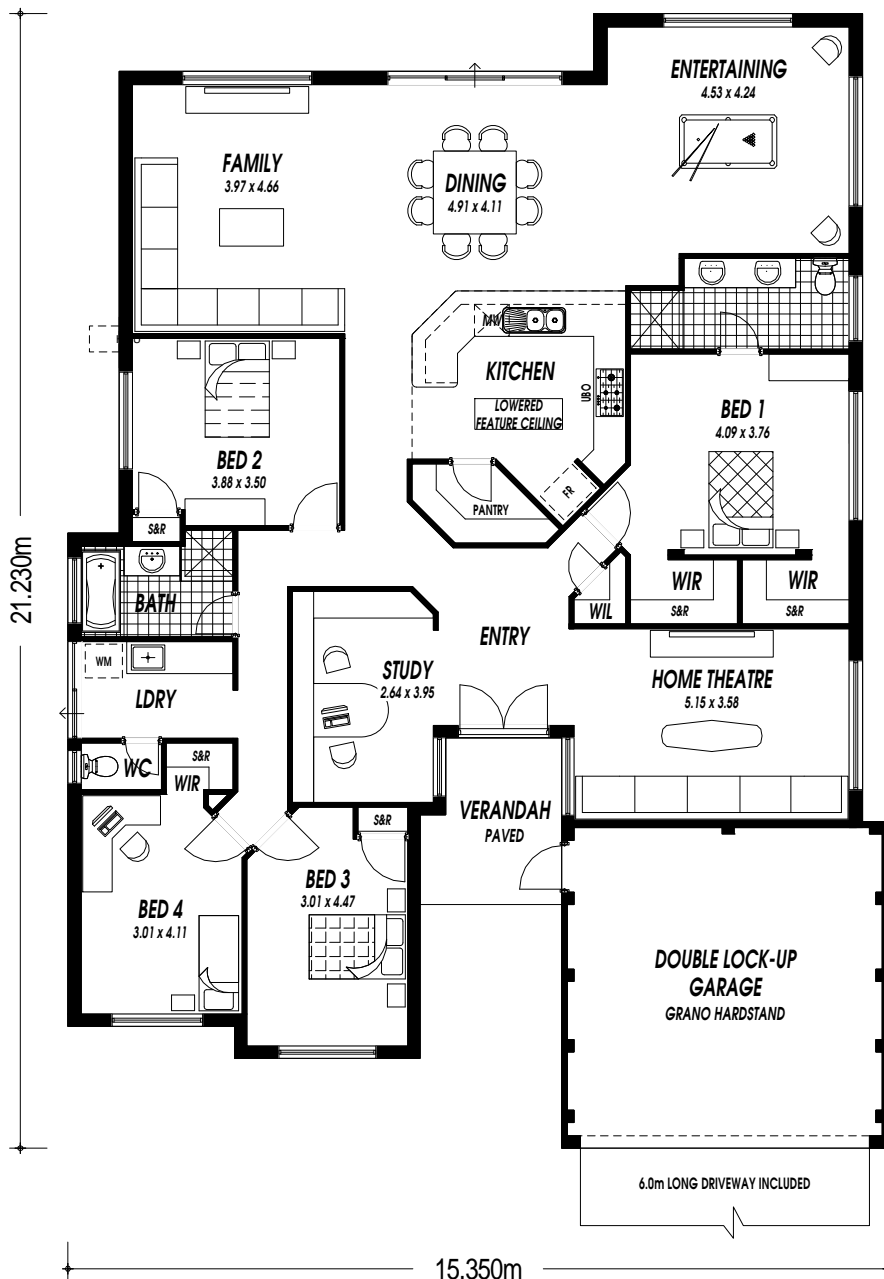 ENTERTAINING
4.53 x 4.24
FAMILY
3.97 x 4.66
DINING
4.91 x 4.11
MW
KITCHEN
LOWERED
FEATURE CEILING
UBO
BED 1
4.09 x 3.76
BED 2
3.88 x 3.50
FR
PANTRY
S&R
21.230m
BATH
WIR
S&R
WIR
S&R
WIL
ENTRY
WM
LDRY
STUDY
2.64 x 3.95
HOME THEATRE
5.15 x 3.58
WC
S&R
WIR
VERANDAH
PAVED
S&R
BED 3
3.01 x 4.47
BED 4
3.01 x 4.11
DOUBLE LOCK-UP
GARAGE
GRANO HARDSTAND
6.0m LONG DRIVEWAY INCLUDED
15.350m